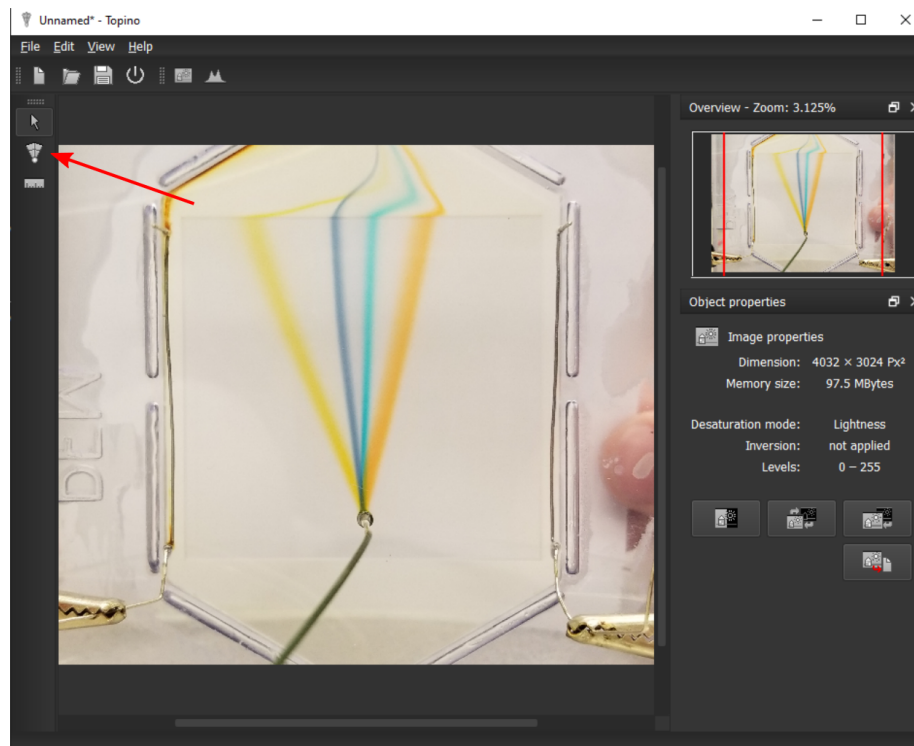 Unnamed* - Topino
File Edit View Help
Overview - Zoom: 3.125%
Object properties
Image properties
Dimension: 4032 × 3024 Px²
Memory size: 97.5 MBytes
Desaturation mode: Lightness
Inversion: not applied
Levels: 0 – 255